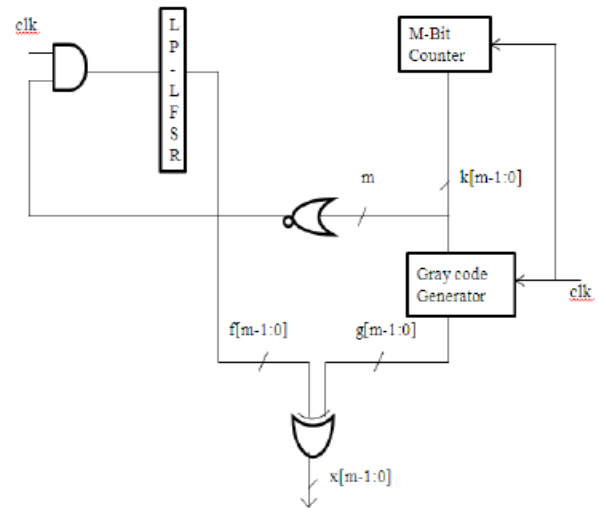 clk
L
P
-
L
F
S
R
M-Bit
Counter
m
k[m-1:0]
Gray code
Generator
clk
f[m-1:0]
g[m-1:0]
x[m-1:0]